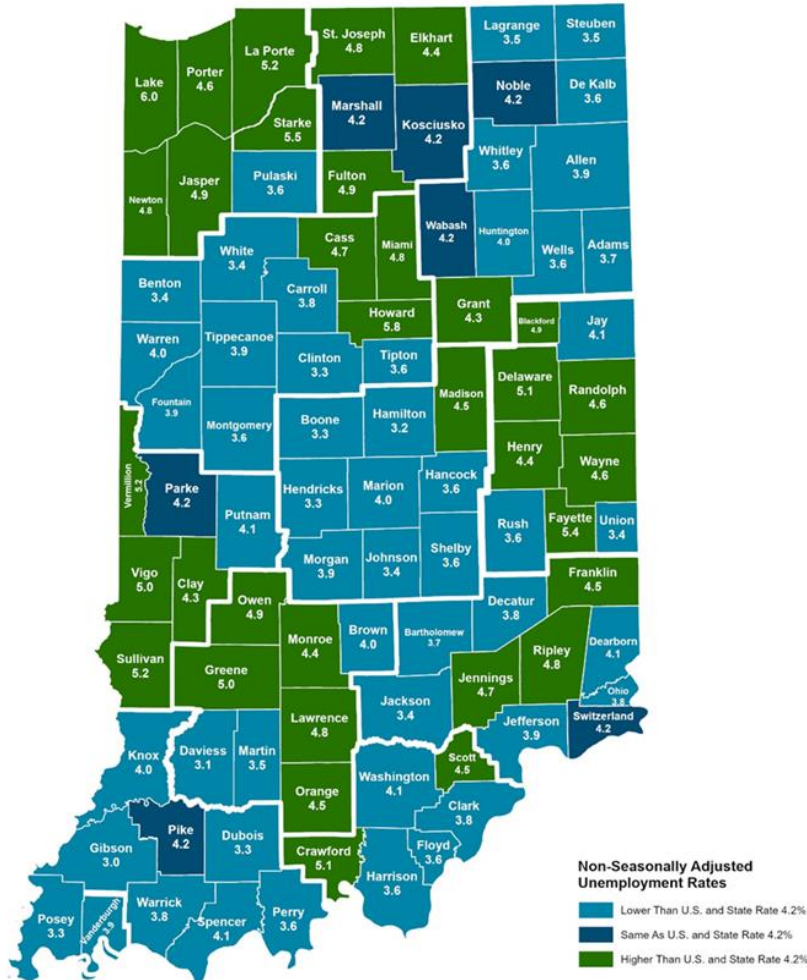 Lagrange
3.5
Steuben
3.5
St. Joseph
4.8
Elkhart
4.4
La Porte
5.2
Porter
4.6
Lake
6.0
Noble
4.2
De Kalb
3.6
Marshall
4.2
Kosciusko
4.2
Starke
5.5
Whitley
3.6
Allen
3.9
Pulaski
3.6
Fulton
4.9
Jasper
4.9
Newton
4.8
Wabash
4.2
Huntington
4.0
Wells
3.6
Adams
3.7
White
3.4
Cass
4.7
Miami
4.8
Benton
3.4
Carroll
3.8
Grant
4.3
Howard
5.8
Blackford
4.9
Jay
4.1
Warren
4.0
Tippecanoe
3.9
Clinton
3.3
Tipton
3.6
Madison
4.5
Delaware
5.1
Randolph
4.6
Fountain
3.9
Montgomery
3.6
Boone
3.3
Hamilton
3.2
Henry
4.4
Wayne
4.6
Vermillion
5.2
Parke
4.2
Putnam
4.1
Hendricks
3.3
Marion
4.0
Hancock
3.6
Rush
3.6
Fayette
5.4
Union
3.4
Morgan
3.9
Johnson
3.4
Shelby
3.6
Vigo
5.0
Clay
4.3
Owen
4.9
Franklin
4.5
Decatur
3.8
Monroe
4.4
Brown
4.0
Bartholomew
3.7
Ripley
4.8
Dearborn
4.1
Sullivan
5.2
Greene
5.0
Jennings
4.7
Ohio
3.8
Jackson
3.4
Switzerland
4.2
Jefferson
3.9
Lawrence
4.8
Knox
4.0
Daviess
3.1
Martin
3.5
Scott
4.5
Washington
4.1
Orange
4.5
Clark
3.8
Pike
4.2
Dubois
3.3
Gibson
3.0
Crawford
5.1
Floyd
3.6
Harrison
3.6
Posey
3.3
Vanderburgh
3.9
Warrick
3.8
Spencer
4.1
Perry
3.6
Non-Seasonally Adjusted
Unemployment Rates
Lower Than U.S. and State Rate 4.2%
Same As U.S. and State Rate 4.2%
Higher Than U.S. and State Rate 4.2%